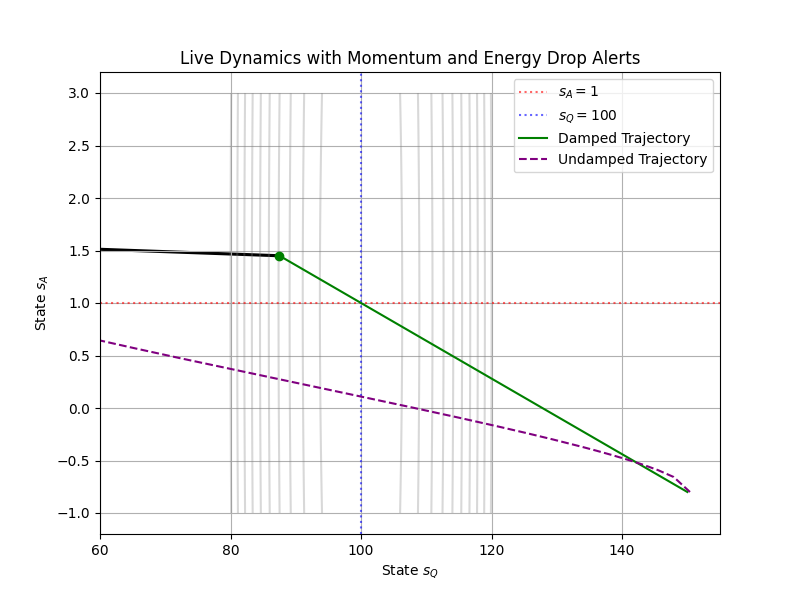 Live Dynamics with Momentum and Energy Drop Alerts
3.0
2.5
2.0
1.5
1.0
0.5
0.0
−0.5
−1.0
State s_A
s_A = 1
s_Q = 100
Damped Trajectory
Undamped Trajectory
60 80 100 120 140
State s_Q